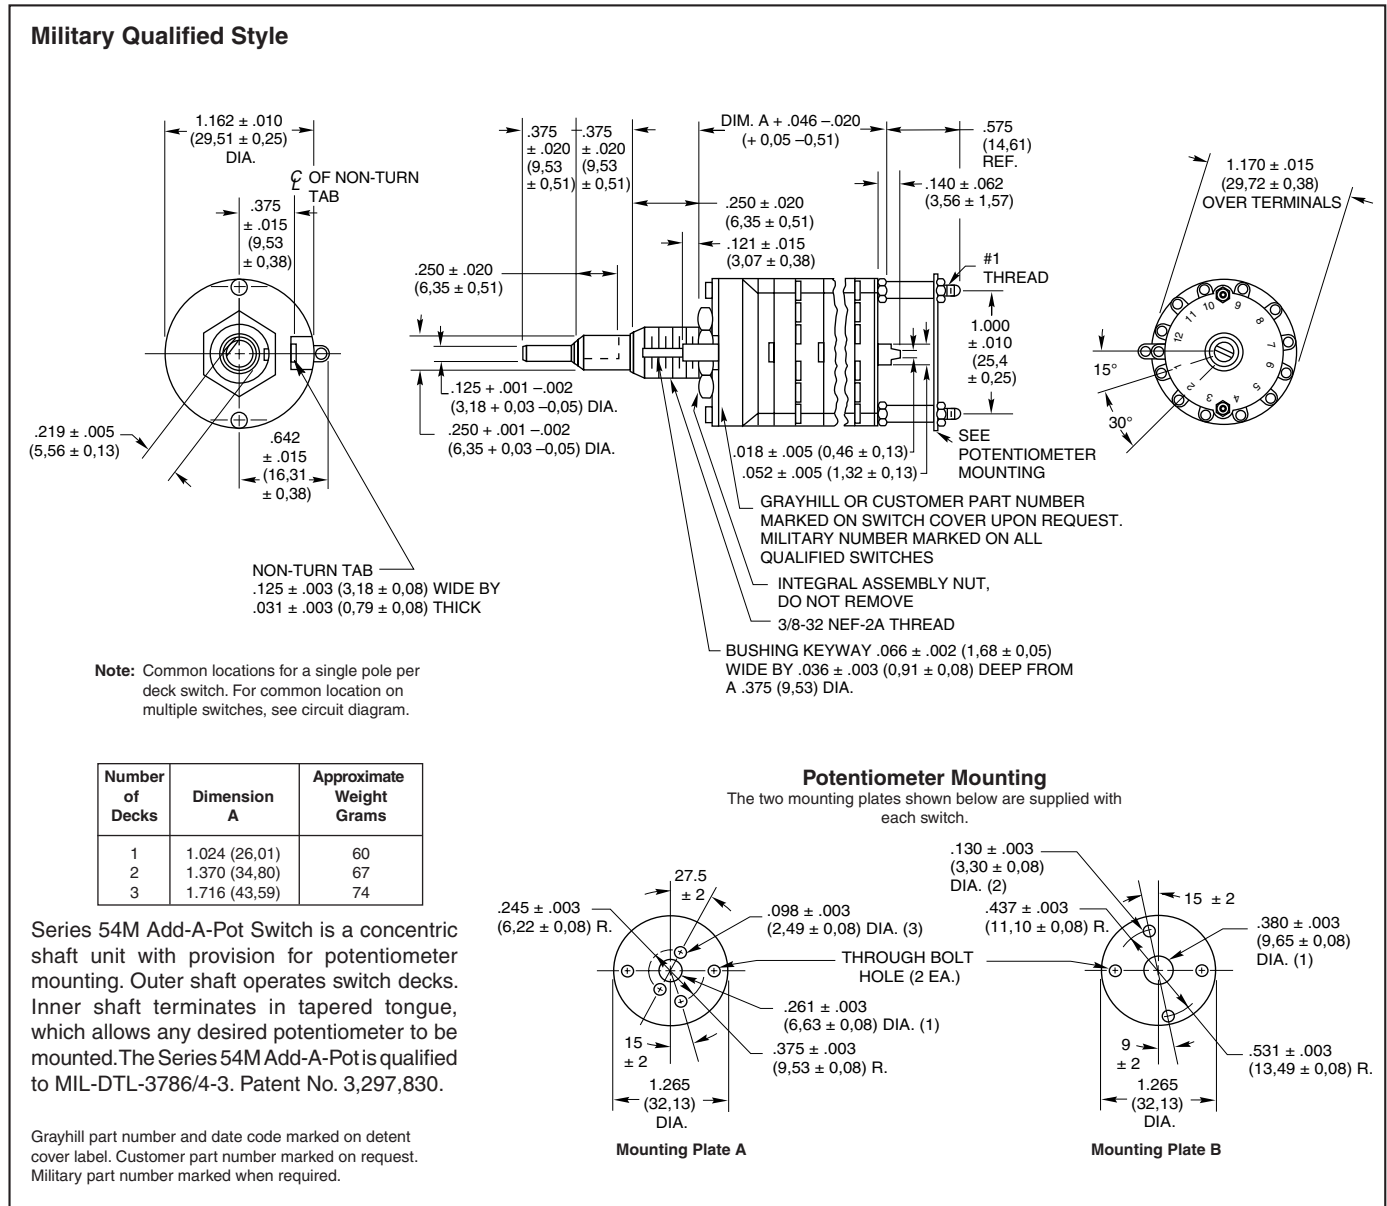 Military Qualified Style
1.162 ± .010
(29,51 ± 0,25)
DIA.
℄ OF NON-TURN
TAB
.375
± .015
(9,53
± 0,38)
.219 ± .005
(5,56 ± 0,13)
.642
± .015
(16,31
± 0,38)
NON-TURN TAB
.125 ± .003 (3,18 ± 0,08) WIDE BY
.031 ± .003 (0,79 ± 0,08) THICK
.375
± .020
(9,53
± 0,51)
.375
± .020
(9,53
± 0,51)
DIM. A + .046 –.020
(+ 0,05 –0,51)
.575
(14,61)
REF.
.140 ± .062
(3,56 ± 1,57)
.250 ± .020
(6,35 ± 0,51)
.121 ± .015
(3,07 ± 0,38)
.250 ± .020
(6,35 ± 0,51)
#1
THREAD
1.000
± .010
(25,4
± 0,25)
.125 + .001 –.002
(3,18 + 0,03 –0,05) DIA.
.250 + .001 –.002
(6,35 + 0,03 –0,05) DIA.
.018 ± .005 (0,46 ± 0,13)
.052 ± .005 (1,32 ± 0,13)
SEE
POTENTIOMETER
MOUNTING
GRAYHILL OR CUSTOMER PART NUMBER
MARKED ON SWITCH COVER UPON REQUEST.
MILITARY NUMBER MARKED ON ALL
QUALIFIED SWITCHES
INTEGRAL ASSEMBLY NUT,
DO NOT REMOVE
3/8-32 NEF-2A THREAD
BUSHING KEYWAY .066 ± .002 (1,68 ± 0,05)
WIDE BY .036 ± .003 (0,91 ± 0,08) DEEP FROM
A .375 (9,53) DIA.
1.170 ± .015
(29,72 ± 0,38)
OVER TERMINALS
1
2
3
4
5
6
7
8
9
10
11
12
15°
30°
Note: Common locations for a single pole per
deck switch. For common location on
multiple switches, see circuit diagram.
Number
of
Decks
Dimension
A
Approximate
Weight
Grams
1 1.024 (26,01) 60
2 1.370 (34,80) 67
3 1.716 (43,59) 74
Series 54M Add-A-Pot Switch is a concentric
shaft unit with provision for potentiometer
mounting. Outer shaft operates switch decks.
Inner shaft terminates in tapered tongue,
which allows any desired potentiometer to be
mounted. The Series 54M Add-A-Pot is qualified
to MIL-DTL-3786/4-3. Patent No. 3,297,830.
Grayhill part number and date code marked on detent
cover label. Customer part number marked on request.
Military part number marked when required.
Potentiometer Mounting
The two mounting plates shown below are supplied with
each switch.
27.5
± 2
.245 ± .003
(6,22 ± 0,08) R.
.098 ± .003
(2,49 ± 0,08) DIA. (3)
THROUGH BOLT
HOLE (2 EA.)
.261 ± .003
(6,63 ± 0,08) DIA. (1)
15
± 2
.375 ± .003
(9,53 ± 0,08) R.
1.265
(32,13)
DIA.
Mounting Plate A
.130 ± .003
(3,30 ± 0,08)
DIA. (2)
15 ± 2
.437 ± .003
(11,10 ± 0,08) R.
.380 ± .003
(9,65 ± 0,08)
DIA. (1)
9
± 2
.531 ± .003
(13,49 ± 0,08) R.
1.265
(32,13)
DIA.
Mounting Plate B